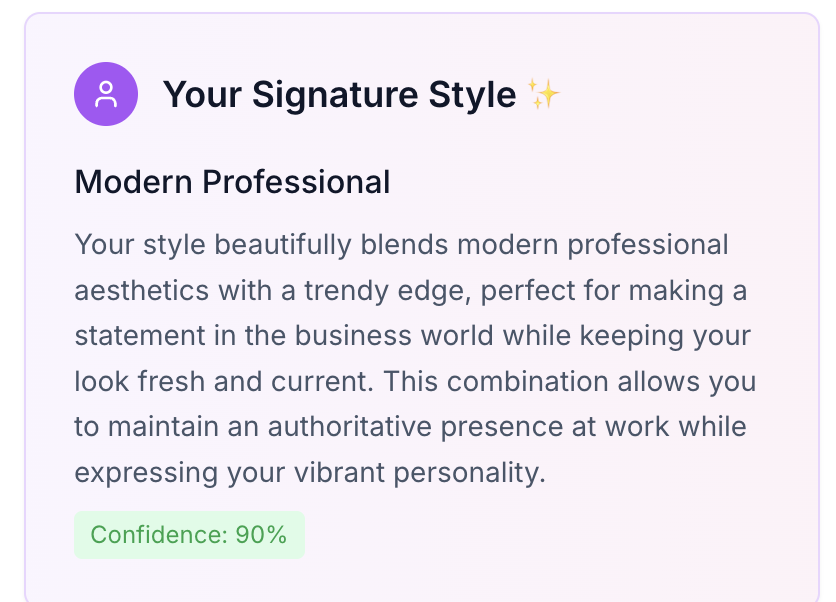 Your Signature Style ✨
Modern Professional
Your style beautifully blends modern professional
aesthetics with a trendy edge, perfect for making a
statement in the business world while keeping your
look fresh and current. This combination allows you
to maintain an authoritative presence at work while
expressing your vibrant personality.
Confidence: 90%